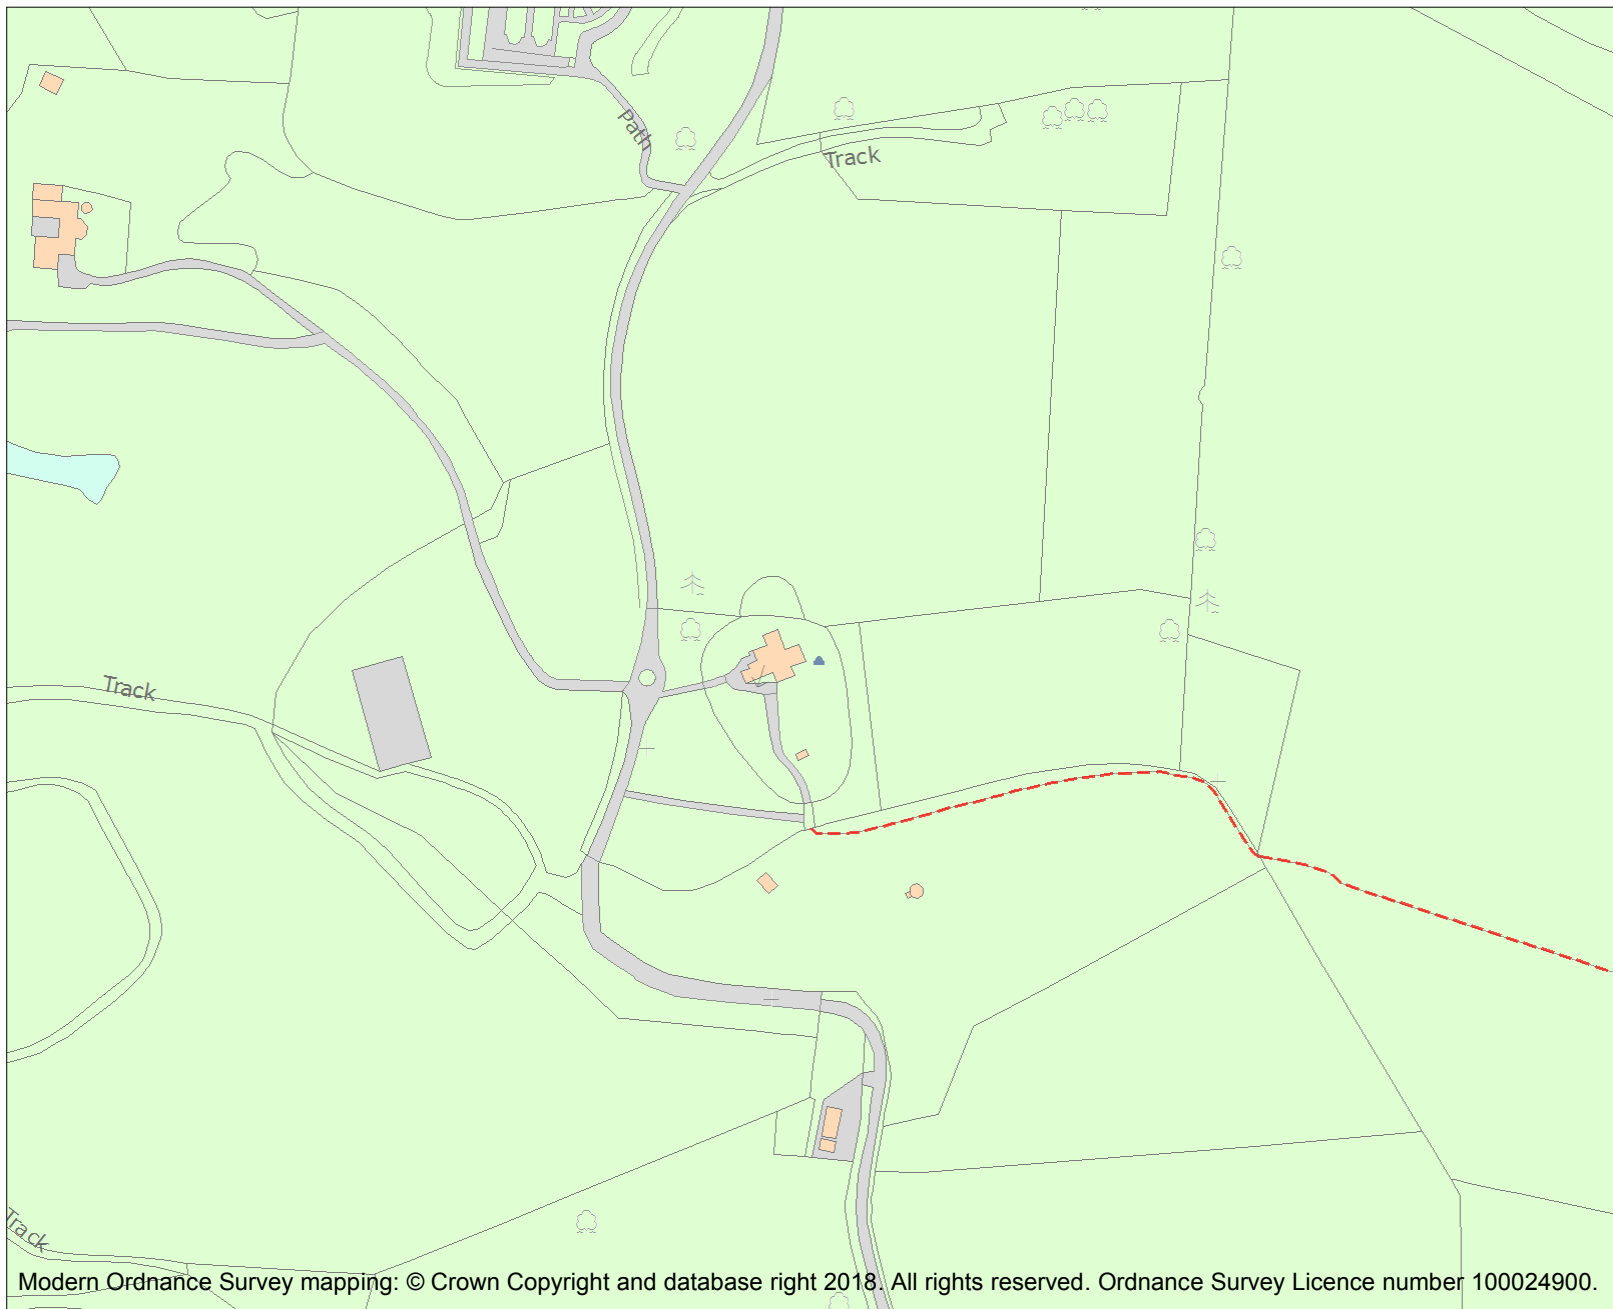 Path
Track
Track
Track
Modern Ordnance Survey mapping: © Crown Copyright and database right 2018. All rights reserved. Ordnance Survey Licence number 100024900.